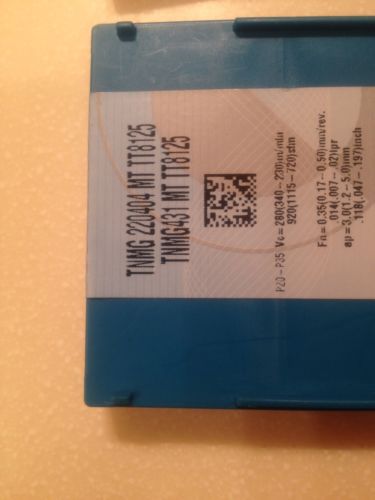 TNMG 220404 MT TT8125
TNMG431 MT TT8125
P20-P35 Vc = 280(340-230)m/min
920(1115-720)sfm
Fn = 0.35(0.17-0.50)mm/rev.
.014(.007-.02)ipr
ap = 3.0(1.2-5.0)mm
.118(.047-.197)inch